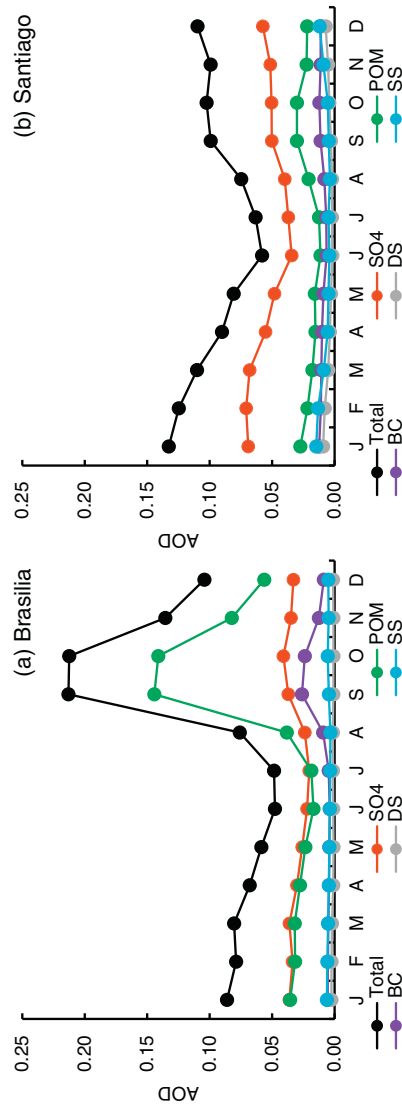 (a) Brasilia
AOD
0.25
0.20
0.15
0.10
0.05
0.00
J F M A M J J A S O N D
Total SO4 POM
BC DS SS
(b) Santiago
AOD
0.25
0.20
0.15
0.10
0.05
0.00
J F M A M J J A S O N D
Total SO4 POM
BC DS SS